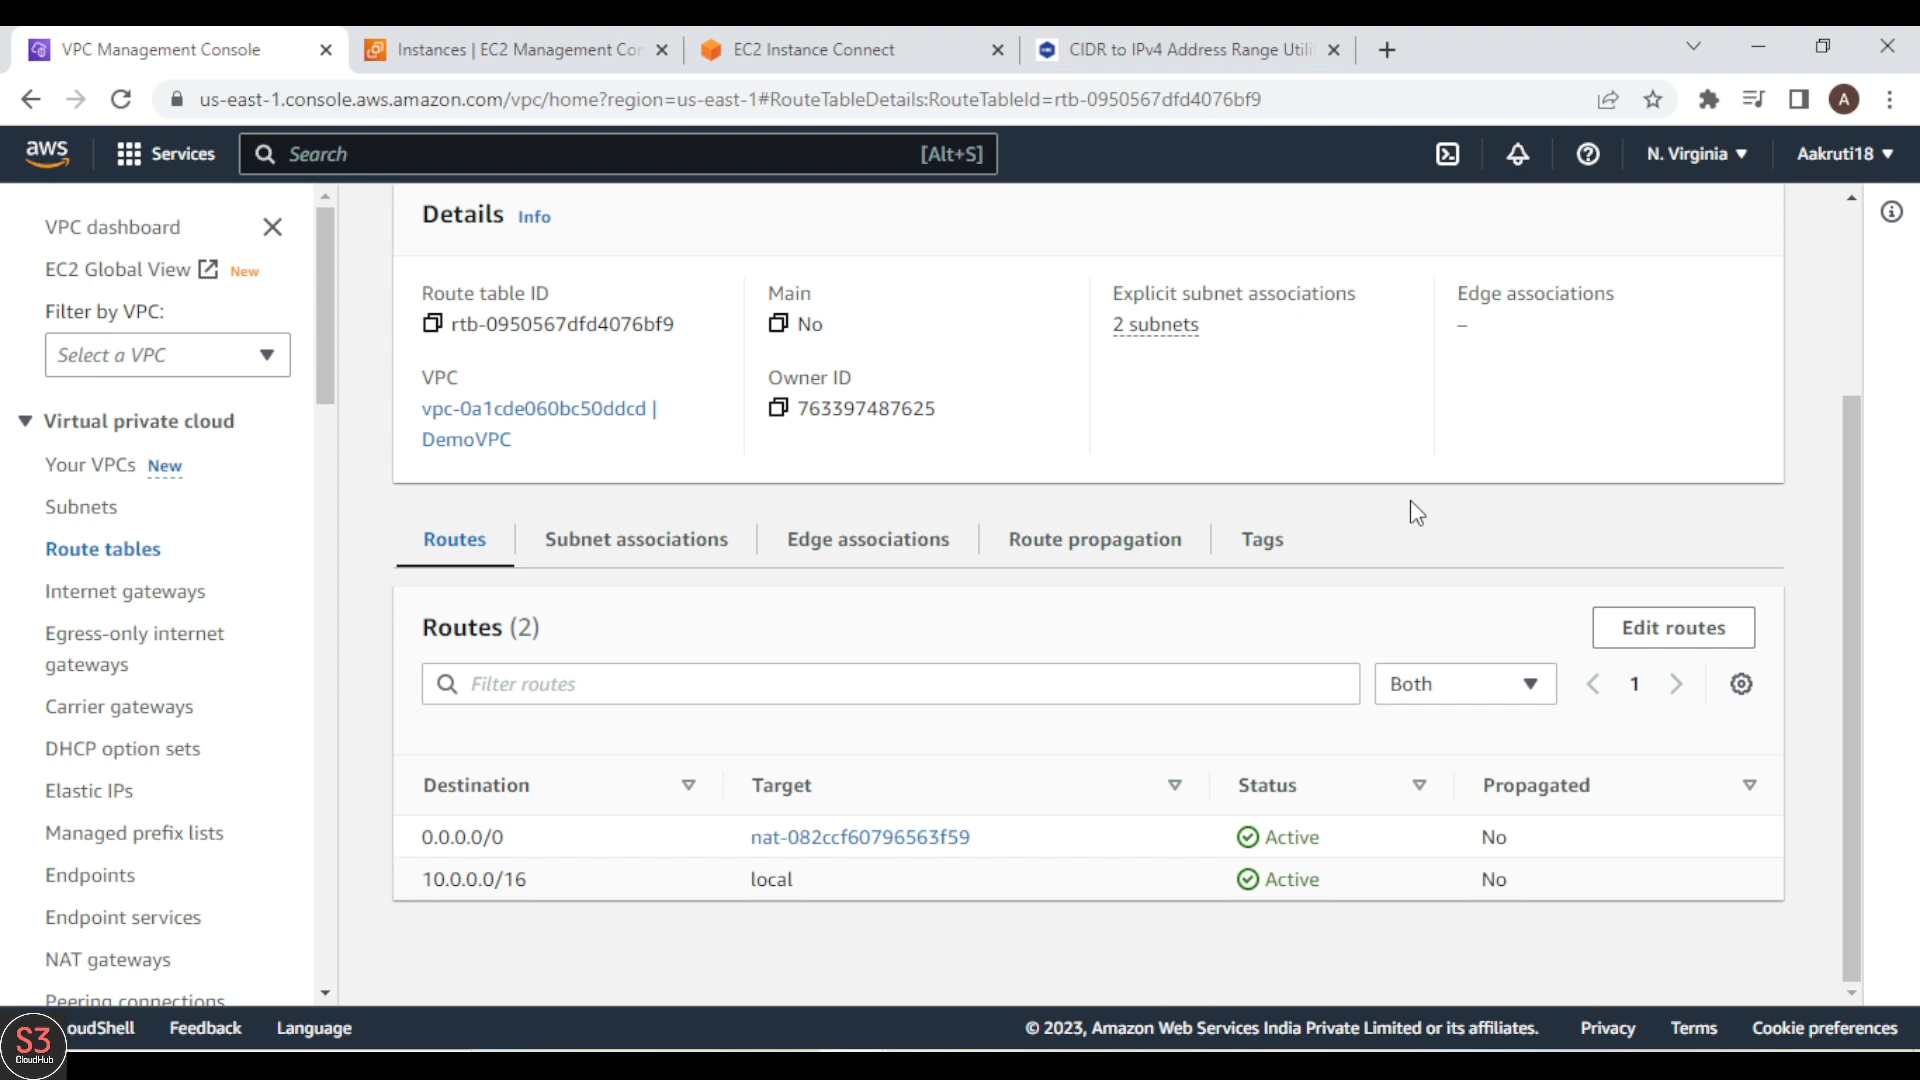 VPC Management Console
Instances | EC2 Management Con
EC2 Instance Connect
CIDR to IPv4 Address Range Utili
us-east-1.console.aws.amazon.com/vpc/home?region=us-east-1#RouteTableDetails:RouteTableId=rtb-0950567dfd4076bf9
A
aws
Services
Search
[Alt+S]
N. Virginia
Aakruti18
VPC dashboard
EC2 Global View New
Filter by VPC:
Select a VPC
Virtual private cloud
Your VPCs New
Subnets
Route tables
Internet gateways
Egress-only internet
gateways
Carrier gateways
DHCP option sets
Elastic IPs
Managed prefix lists
Endpoints
Endpoint services
NAT gateways
Peering connections
Details Info
Route table ID
rtb-0950567dfd4076bf9
Main
No
Explicit subnet associations
2 subnets
Edge associations
–
VPC
vpc-0a1cde060bc50ddcd |
DemoVPC
Owner ID
763397487625
Routes
Subnet associations
Edge associations
Route propagation
Tags
Routes (2)
Edit routes
Filter routes
Both
1
Destination Target Status Propagated
0.0.0.0/0 nat-082ccf60796563f59 Active No
10.0.0.0/16 local Active No
S3
CloudHub
oudShell
Feedback
Language
© 2023, Amazon Web Services India Private Limited or its affiliates.
Privacy
Terms
Cookie preferences